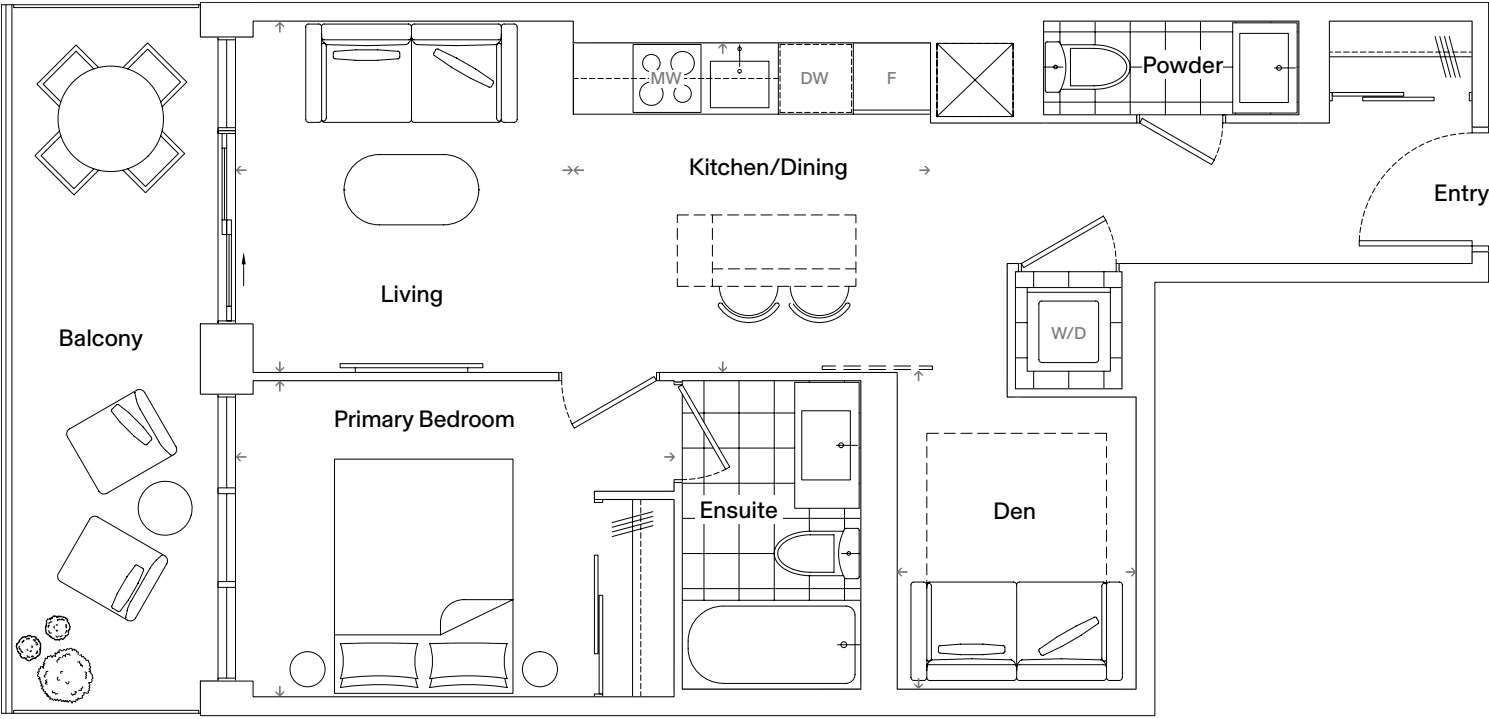 MW
DW
F
Powder
Kitchen/Dining
Entry
Living
Balcony
W/D
Primary Bedroom
Ensuite
Den